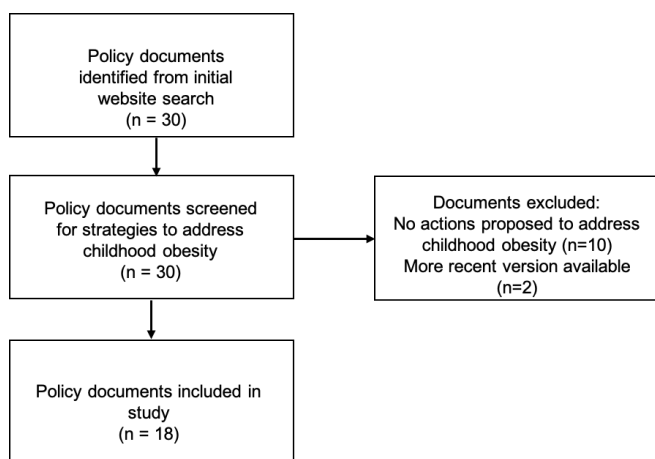 Policy documents
identified from initial
website search
(n = 30)
Policy documents screened
for strategies to address
childhood obesity
(n = 30)
Documents excluded:
No actions proposed to address
childhood obesity (n=10)
More recent version available
(n=2)
Policy documents included in
study
(n = 18)